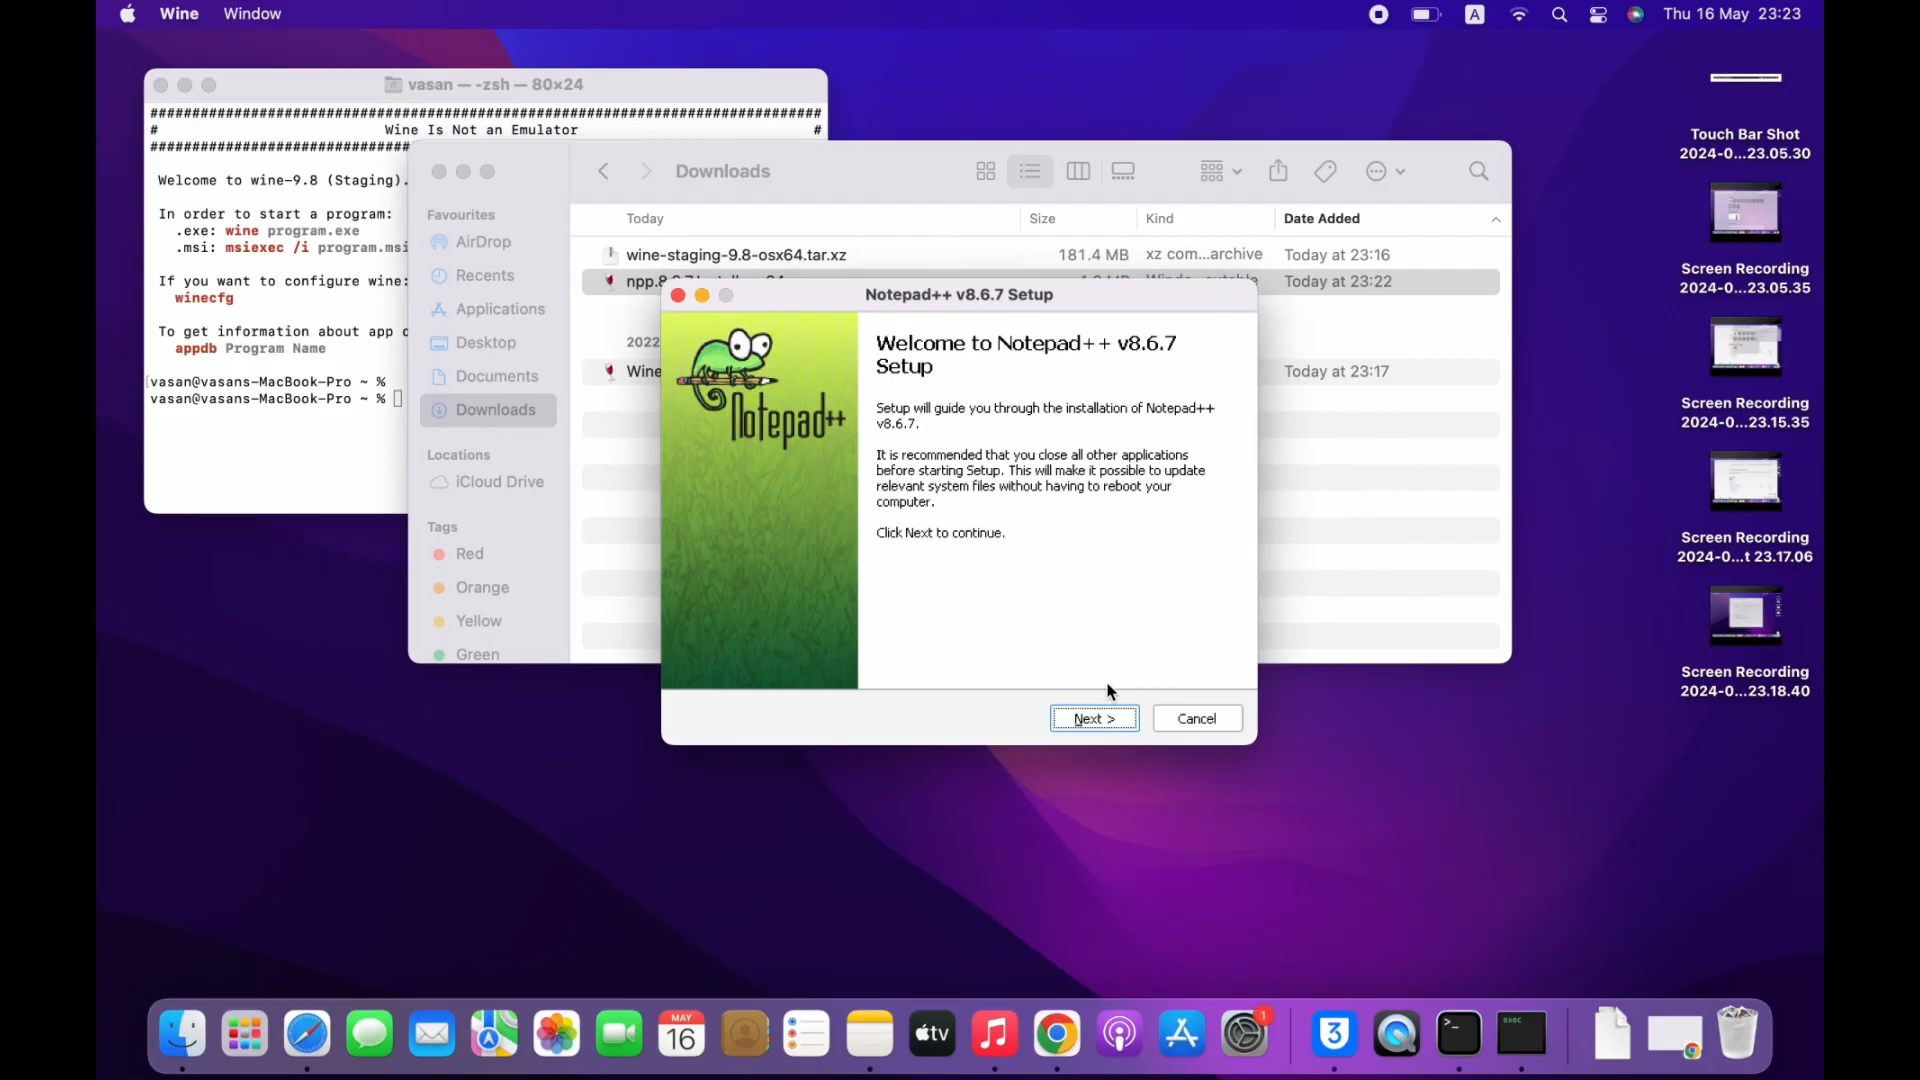 Wine Window
A
Thu 16 May 23:23
vasan — -zsh — 80×24
################################################################################
# Wine Is Not an Emulator #
Welcome to wine-9.8 (Staging).
In order to start a program:
.exe: wine program.exe
.msi: msiexec /i program.msi
If you want to configure wine:
winecfg
To get information about app
appdb Program Name
vasan@vasans-MacBook-Pro ~ %
vasan@vasans-MacBook-Pro ~ %
Downloads
Favourites
AirDrop
Recents
Applications
Desktop
Documents
Downloads
Locations
iCloud Drive
Tags
Red
Orange
Yellow
Green
Today Size Kind Date Added
wine-staging-9.8-osx64.tar.xz 181.4 MB xz com...archive Today at 23:16
Today at 23:22
2022
Wine Today at 23:17
Notepad++ v8.6.7 Setup
Notepad++
Welcome to Notepad++ v8.6.7
Setup
Setup will guide you through the installation of Notepad++
v8.6.7.
It is recommended that you close all other applications
before starting Setup. This will make it possible to update
relevant system files without having to reboot your
computer.
Click Next to continue.
Next >
Cancel
Touch Bar Shot
2024-0...23.05.30
Screen Recording
2024-0...23.05.35
Screen Recording
2024-0...23.15.35
Screen Recording
2024-0...t 23.17.06
Screen Recording
2024-0...23.18.40
MAY
16
tv
1
3
>_
exec